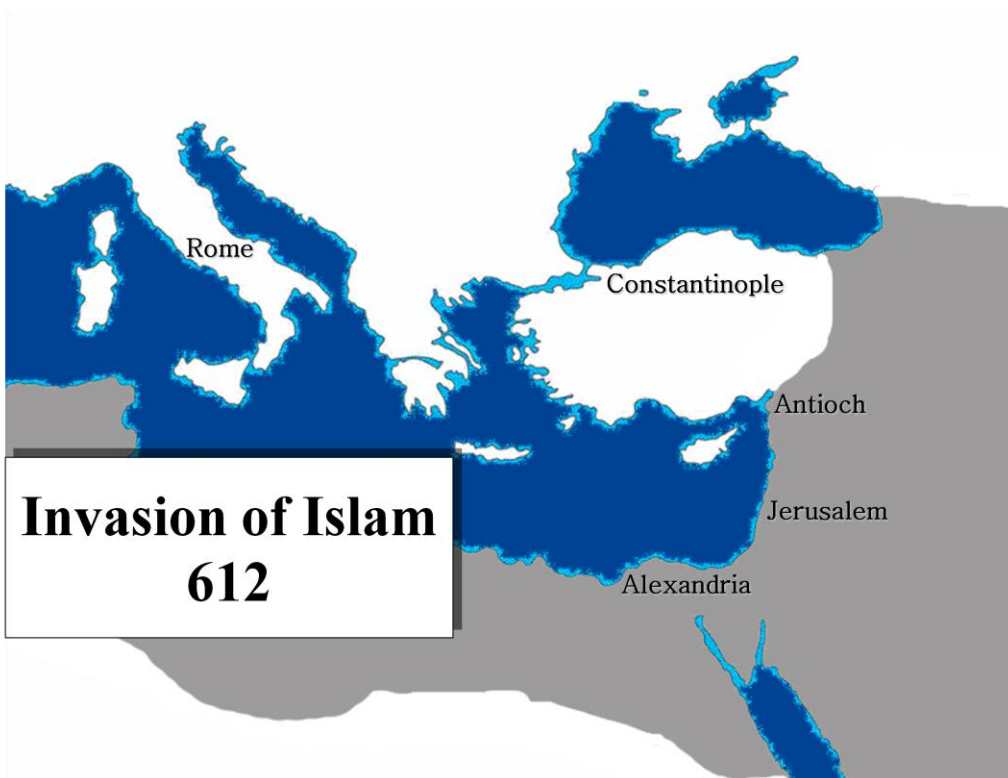 Rome
Constantinople
Antioch
Jerusalem
Invasion of Islam
612
Alexandria